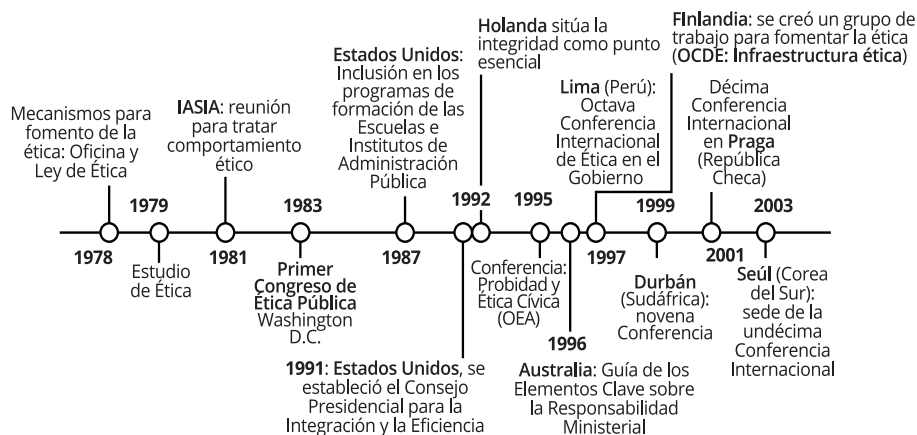 Mecanismos para
fomento de la
ética: Oficina y
Ley de Ética
1978
1979
Estudio
de Ética
IASIA: reunión
para tratar
comportamiento
ético
1981
1983
Primer
Congreso de
Ética Pública
Washington
D.C.
Estados Unidos:
Inclusión en los
programas de
formación de las
Escuelas e
Institutos de
Administración
Pública
1987
1991: Estados Unidos, se
estableció el Consejo
Presidencial para la
Integración y la Eficiencia
Holanda sitúa la
integridad como punto
esencial
1992
1995
Conferencia:
Probidad y
Ética Cívica
(OEA)
1996
Australia: Guía de los
Elementos Clave sobre
la Responsabilidad
Ministerial
Lima (Perú):
Octava
Conferencia
Internacional
de Ética en el
Gobierno
FInlandia: se creó un grupo de
trabajo para fomentar la ética
(OCDE: Infraestructura ética)
1997
1999
Durbán
(Sudáfrica):
novena
Conferencia
Décima
Conferencia
Internacional
en Praga
(República
Checa)
2001
2003
Seúl (Corea
del Sur):
sede de la
undécima
Conferencia
Internacional